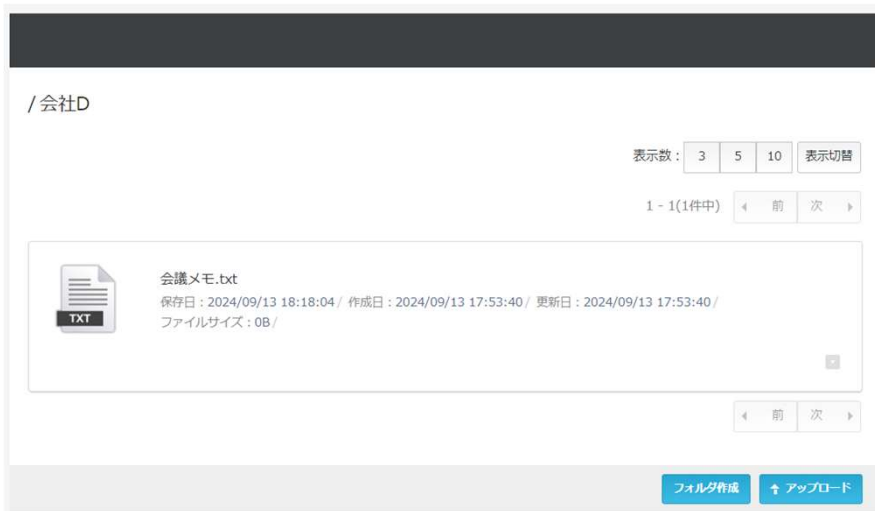 / 会社D
表示数： 3 5 10 表示切替
1 - 1(1件中) 前 次
会議メモ.txt
保存日：2024/09/13 18:18:04 / 作成日：2024/09/13 17:53:40 / 更新日：2024/09/13 17:53:40 /
ファイルサイズ：0B /
TXT
前 次
フォルダ作成 アップロード